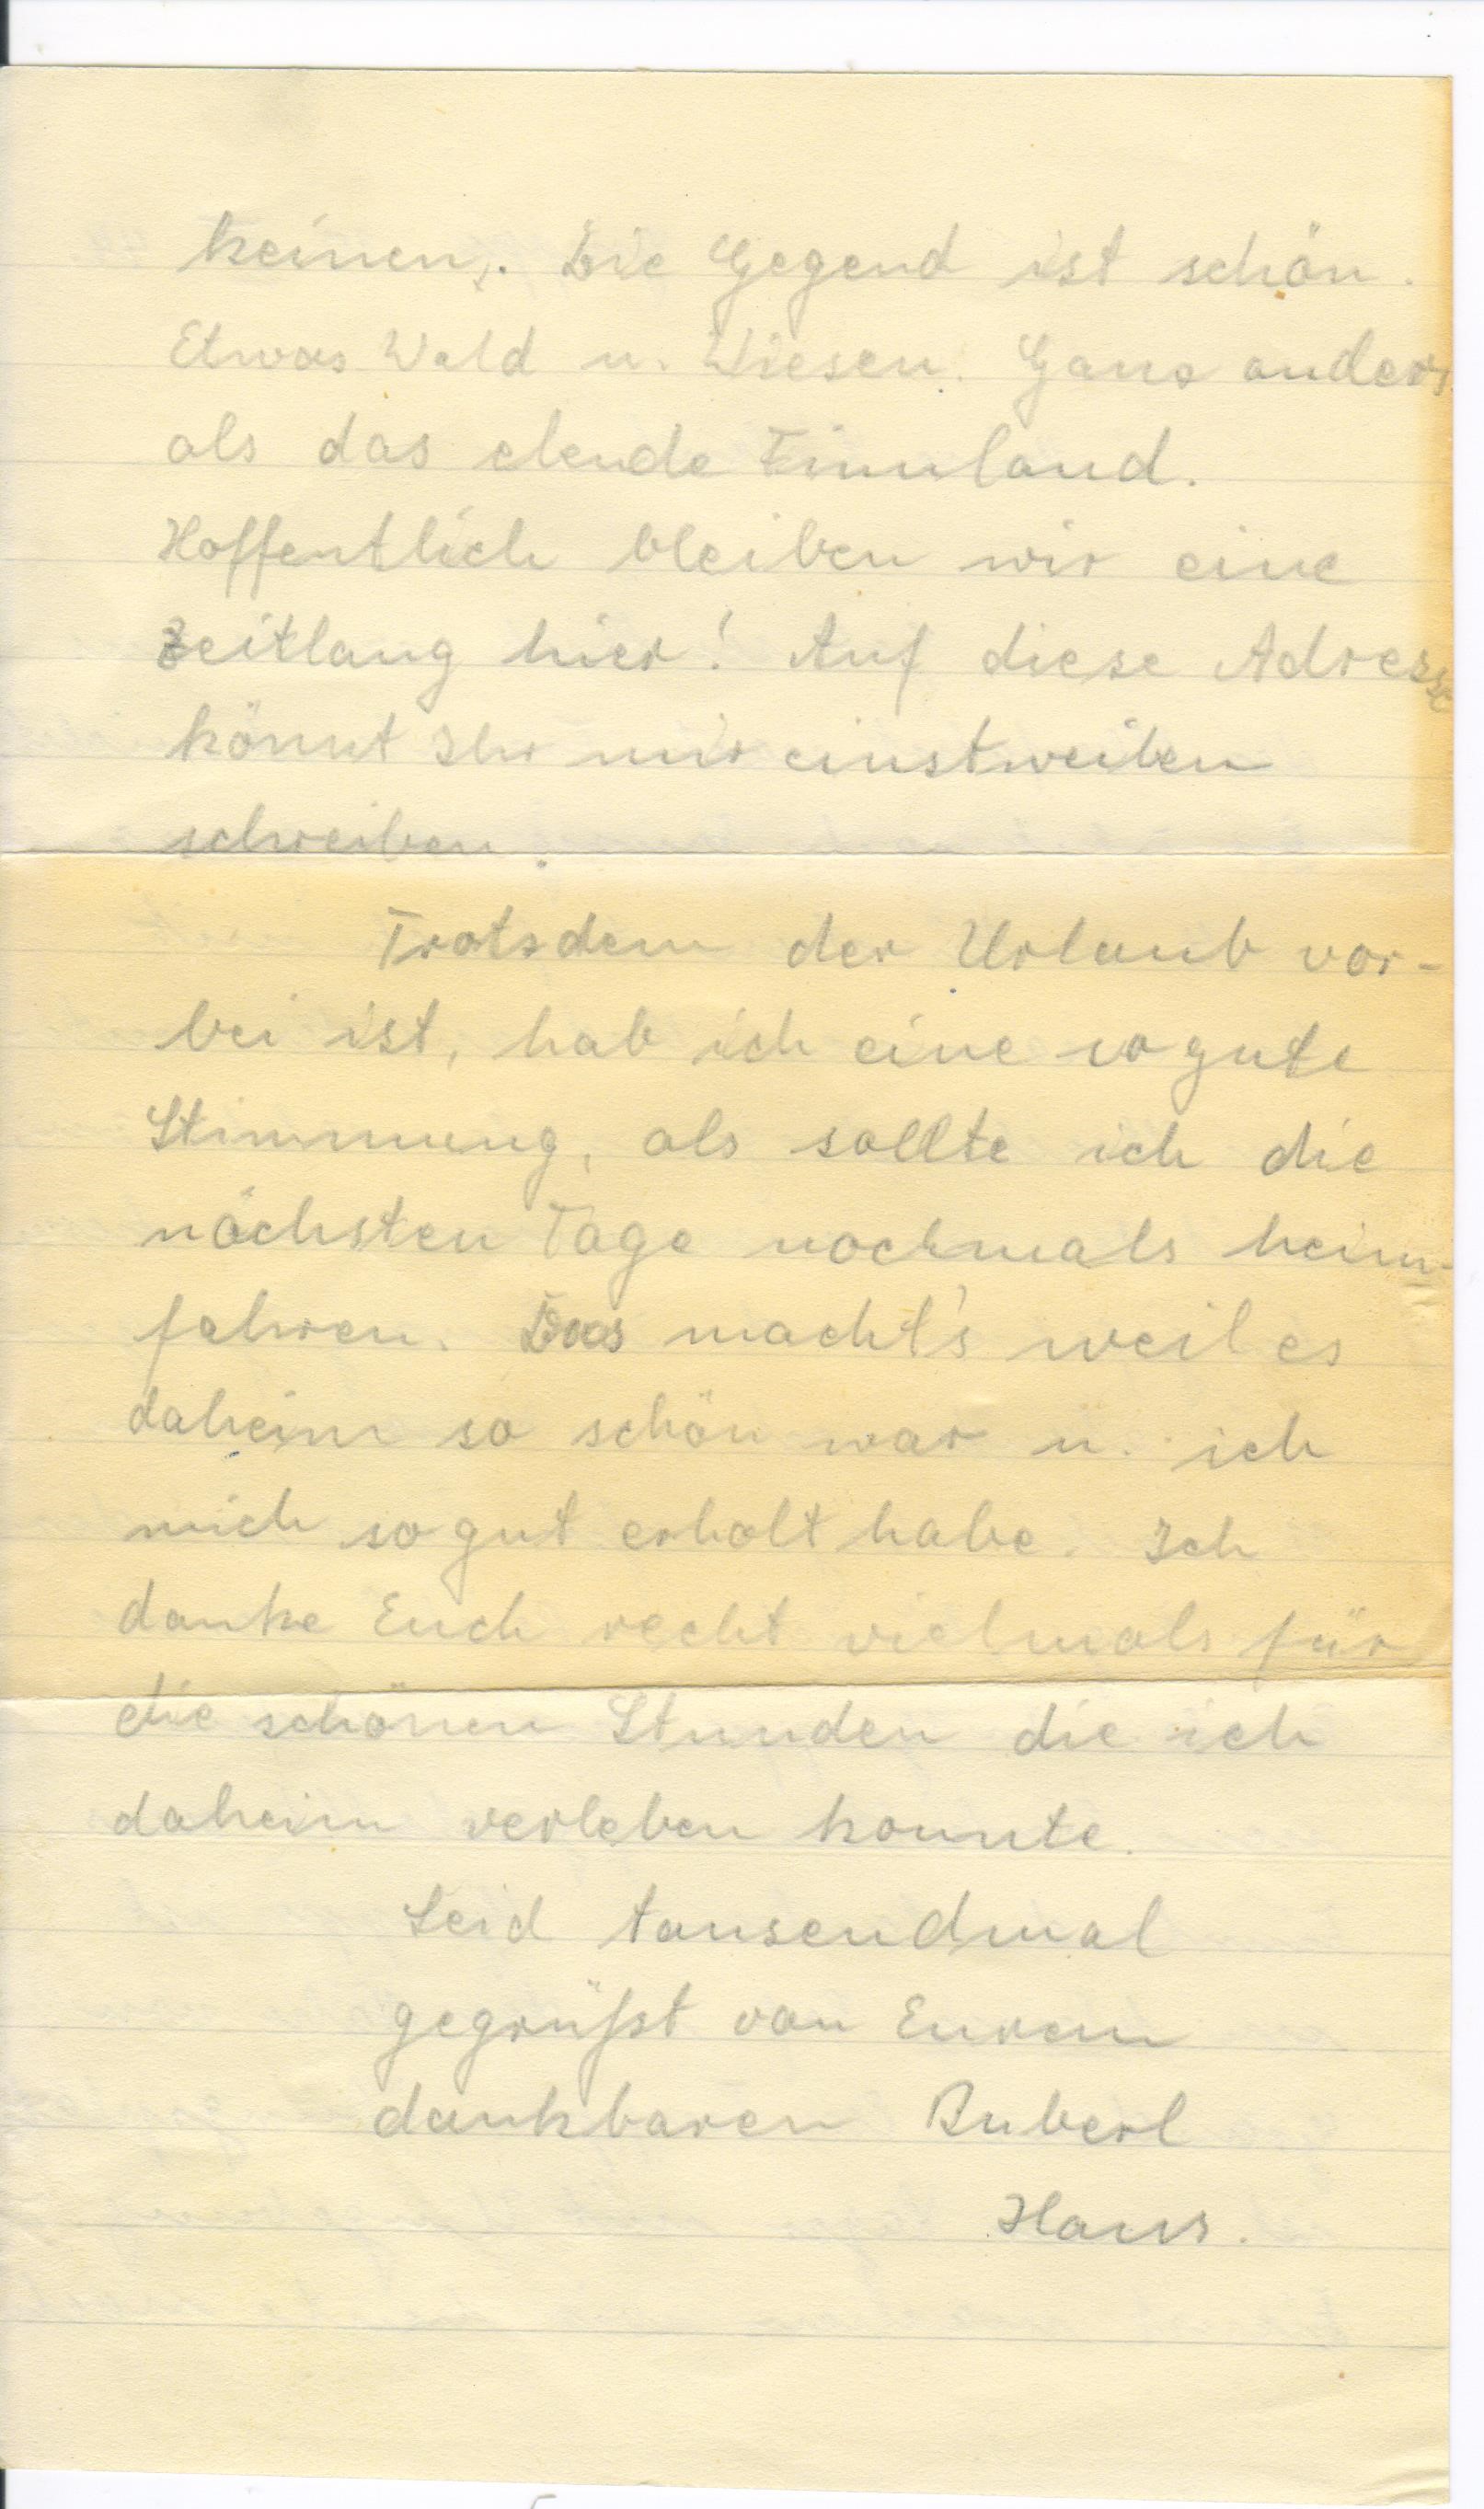 keinen. Die Gegend ist schön.
Etwas Wald u. Wiesen. Ganz anders
als das elende Finnland.
Hoffentlich bleiben wir eine
Zeitlang hier! Auf diese Adresse
könnt Ihr mir einstweilen
schreiben.
Trotzdem der Urlaub vor-
bei ist, hab ich eine so gute
Stimmung, als sollte ich die
nächsten Tage nochmals heim-
fahren. Das macht's weil es
daheim so schön war u. ich
mich so gut erholt habe. Ich
danke Euch recht vielmals für
die schönen Stunden die ich
daheim verleben konnte.
Seid tausendmal
gegrüßt von Eurem
dankbaren Buberl
Hans.